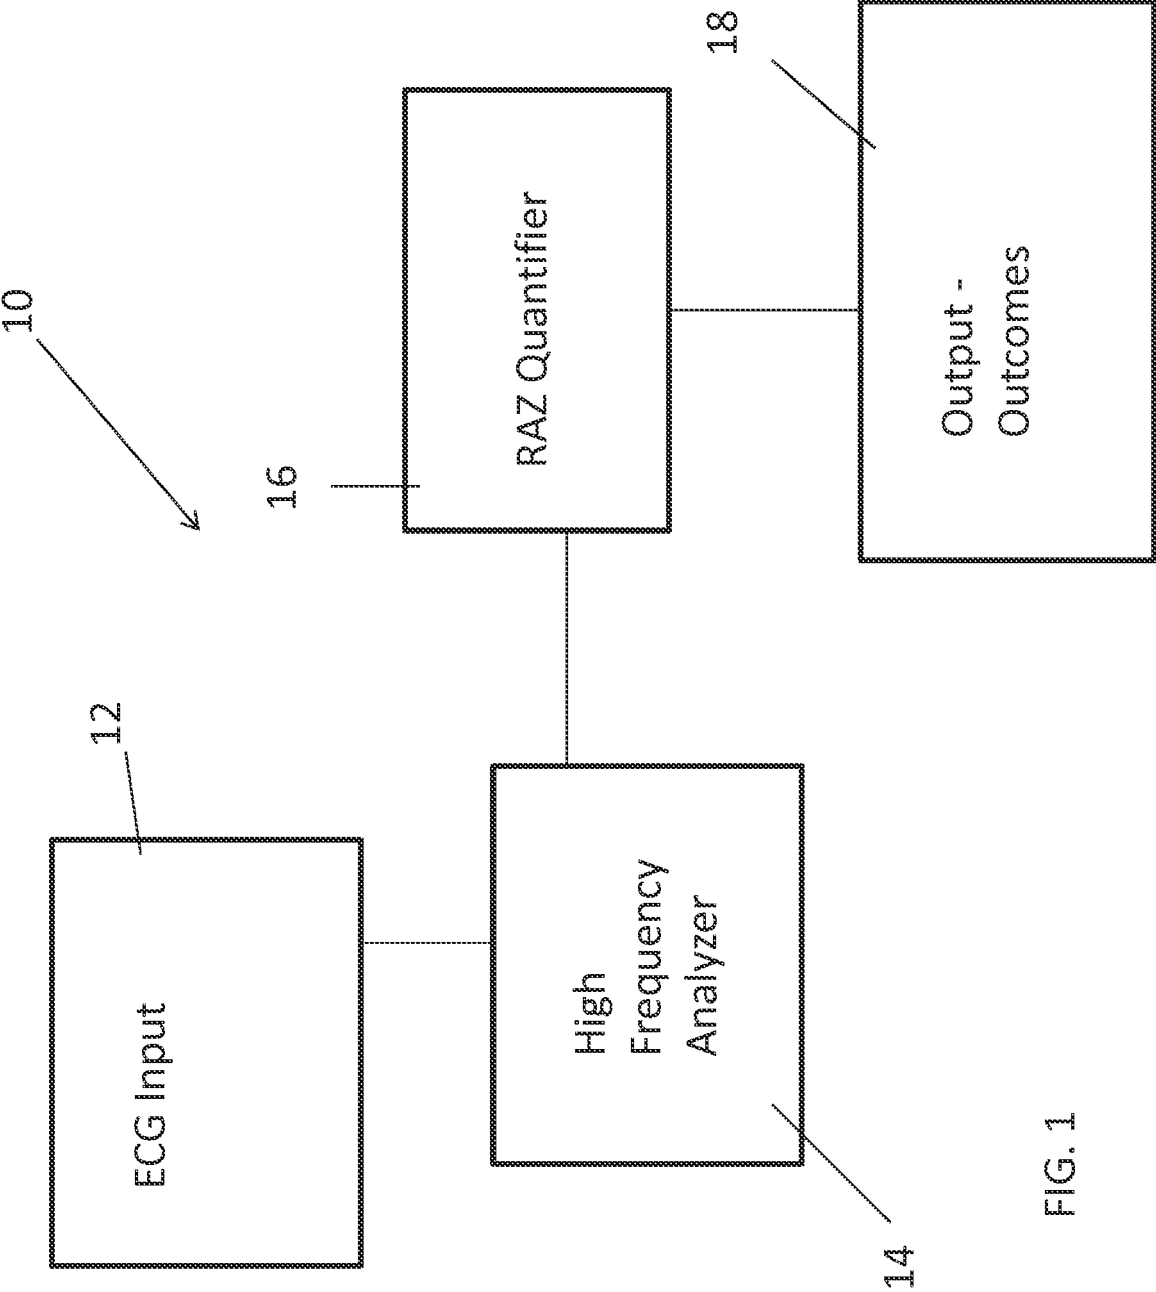 10
12
ECG Input
16
RAZ Quantifier
High
Frequency
Analyzer
14
18
Output -
Outcomes
FIG. 1